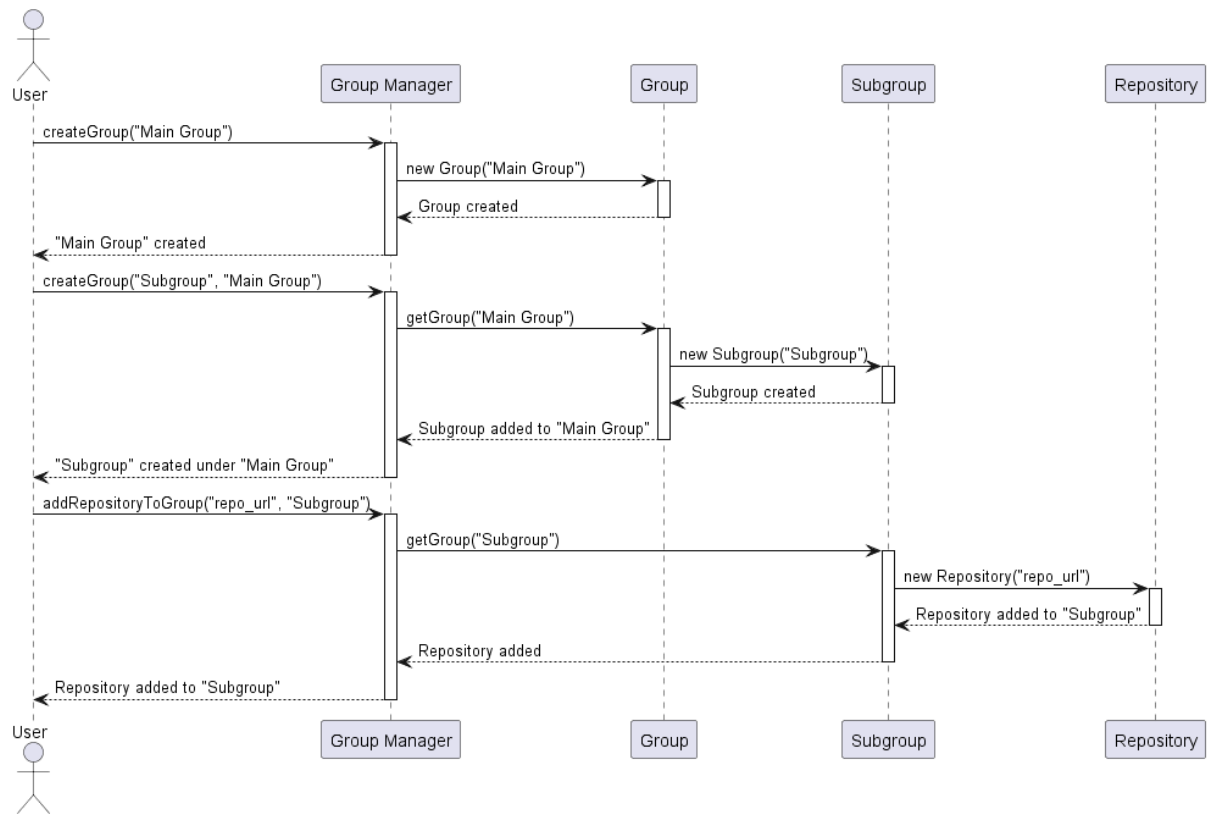 User
Group Manager
Group
Subgroup
Repository
createGroup("Main Group")
new Group("Main Group")
Group created
"Main Group" created
createGroup("Subgroup", "Main Group")
getGroup("Main Group")
new Subgroup("Subgroup")
Subgroup created
Subgroup added to "Main Group"
"Subgroup" created under "Main Group"
addRepositoryToGroup("repo_url", "Subgroup")
getGroup("Subgroup")
new Repository("repo_url")
Repository added to "Subgroup"
Repository added
Repository added to "Subgroup"
User
Group Manager
Group
Subgroup
Repository